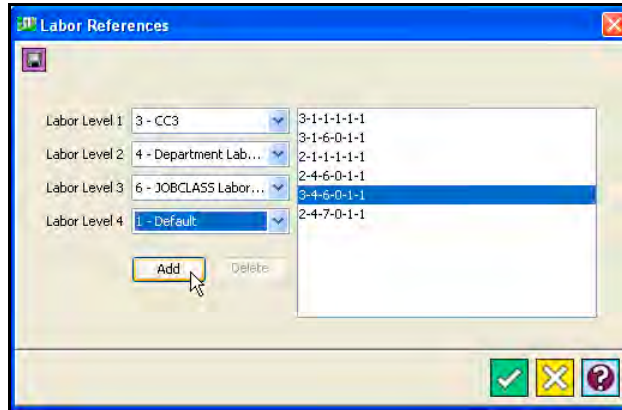 Labor References
Labor Level 1 3 - CC3
Labor Level 2 4 - Department Lab...
Labor Level 3 6 - JOBCLASS Labor...
Labor Level 4 1 - Default
Add Delete
3-1-1-1-1-1
3-1-6-0-1-1
2-1-1-1-1-1
2-4-6-0-1-1
3-4-6-0-1-1
2-4-7-0-1-1
?